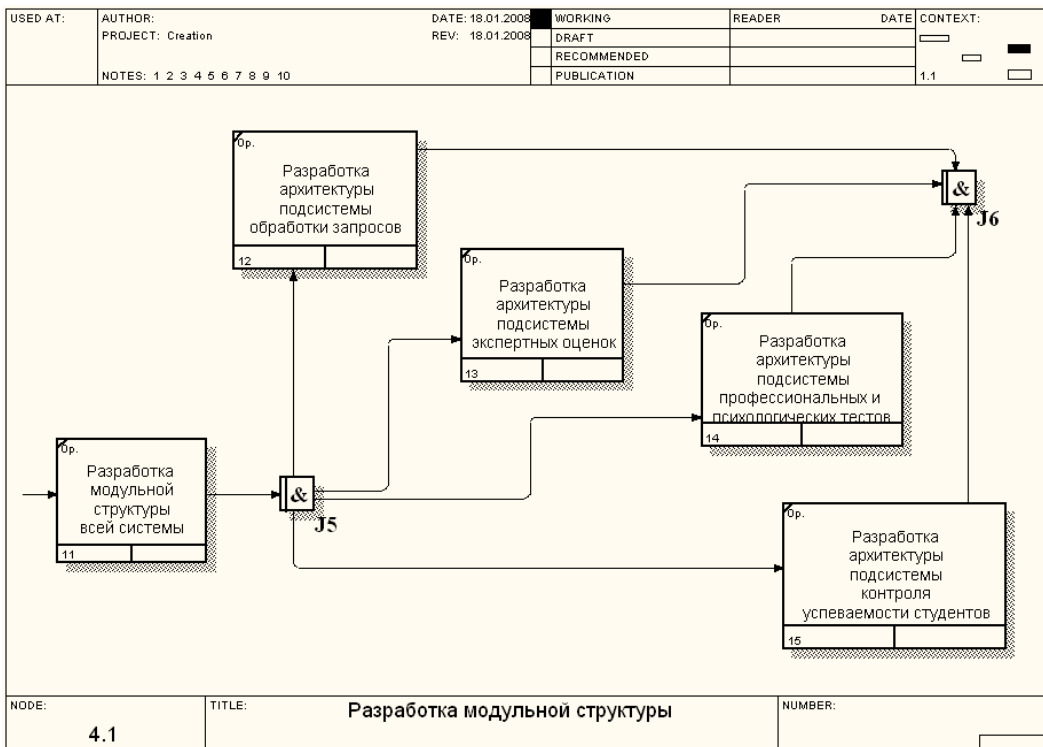 USED AT:
AUTHOR:
DATE: 18.01.2008
WORKING
READER
DATE
CONTEXT:
PROJECT: Creation
REV: 18.01.2008
DRAFT
RECOMMENDED
NOTES: 1 2 3 4 5 6 7 8 9 10
PUBLICATION
1.1
0р.
Разработка
архитектуры
подсистемы
обработки запросов
12
&
J6
0р.
Разработка
архитектуры
подсистемы
экспертных оценок
13
0р.
Разработка
архитектуры
подсистемы
профессиональных и
психологических тестов
14
0р.
Разработка
модульной
структуры
всей системы
11
&
J5
0р.
Разработка
архитектуры
подсистемы
контроля
успеваемости студентов
15
NODE:
4.1
TITLE:
Разработка модульной структуры
NUMBER: